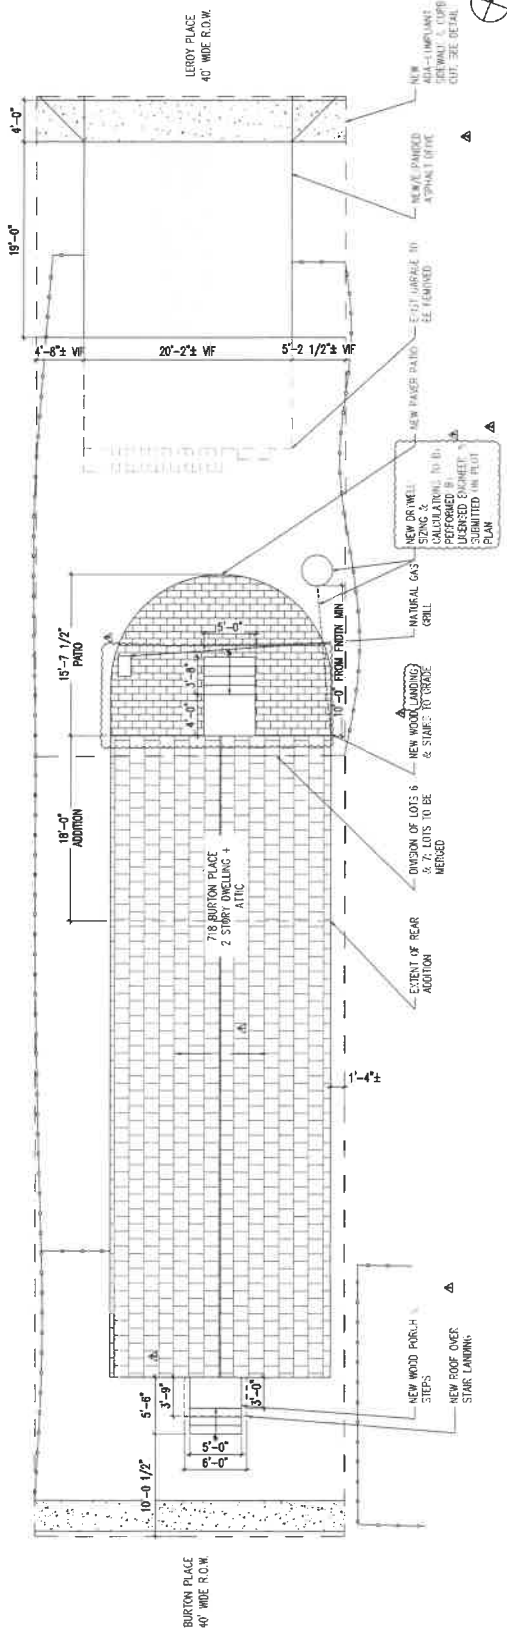 LEROY PLACE
40' WIDE R.O.W.
NEW
ADA-COMPLIANT
SIDEWALK & CURB
CUT, SEE DETAIL
4'-0"
19'-0"
NEW/EXPANDED
ASPHALT DRIVE
EXIST GARAGE TO
BE REMOVED
4'-8"± VIF
20'-2"± VIF
5'-2 1/2"± VIF
NEW PAVER PATIO
NEW DRYWELL
SIZING &
CALCULATIONS TO BE
PERFORMED BY
LICENSED ENGINEER
SUBMITTED ON PLOT
PLAN
NATURAL GAS
GRILL
15'-7 1/2"
PATIO
5'-0"
3'-8"
4'-0"
10'-0" FROM FNDTN MIN
NEW WOOD LANDING
& STAIRS TO GRADE
18'-0"
ADDITION
DIVISION OF LOTS 6
& 7; LOTS TO BE
MERGED
718 BURTON PLACE
2 STORY DWELLING +
ATTIC
EXTENT OF REAR
ADDITION
1'-4"±
5'-6"
3'-9"
3'-0"
5'-0"
6'-0"
10'-0 1/2"
NEW WOOD PORCH &
STEPS
NEW ROOF OVER
STAIR LANDING
BURTON PLACE
40' WIDE R.O.W.